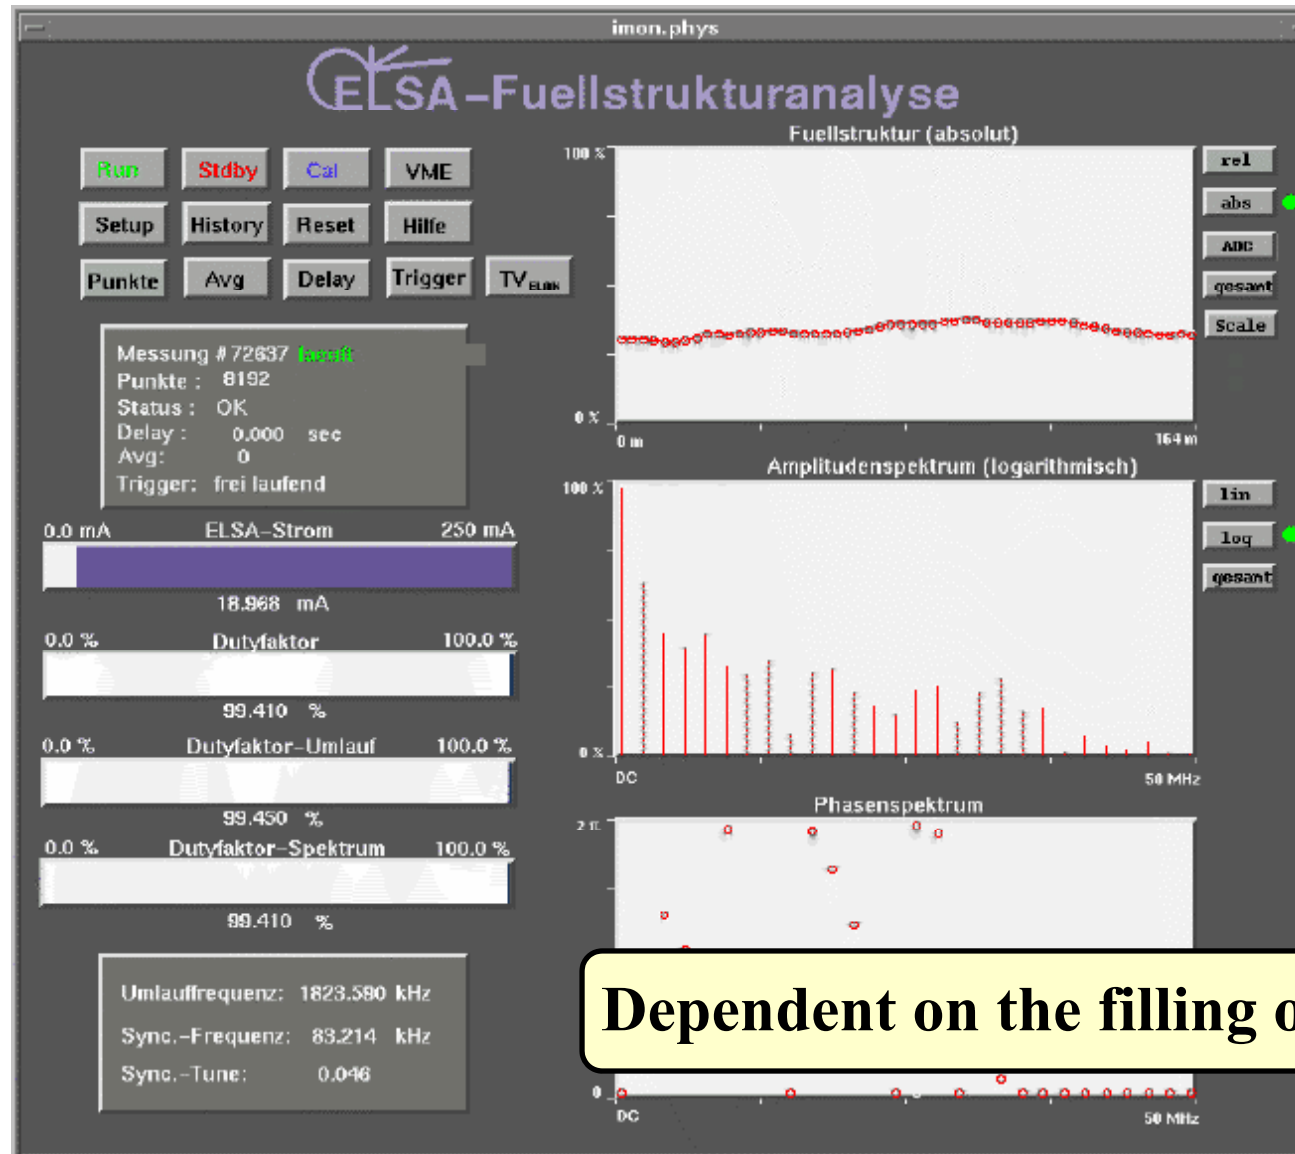 imon.phys
ELSA-Fuellstrukturanalyse
Run Stdby Cal VME
Setup History Reset Hilfe
Punkte Avg Delay Trigger TV ELAN
Messung # 72637 laeuft
Punkte : 8192
Status : OK
Delay : 0.000 sec
Avg: 0
Trigger: frei laufend
0.0 mA ELSA-Strom 250 mA
18.968 mA
0.0 % Dutyfaktor 100.0 %
99.410 %
0.0 % Dutyfaktor-Umlauf 100.0 %
99.450 %
0.0 % Dutyfaktor-Spektrum 100.0 %
99.410 %
Umlauffrequenz: 1823.580 kHz
Sync.-Frequenz: 83.214 kHz
Sync.-Tune: 0.046
Fuellstruktur (absolut)
100 %
0 %
0 m 164 m
rel
abs
ADC
gesamt
Scale
Amplitudenspektrum (logarithmisch)
100 %
0 %
DC 50 MHz
lin
log
gesamt
Phasenspektrum
2 π
0
DC 50 MHz
Dependent on the filling